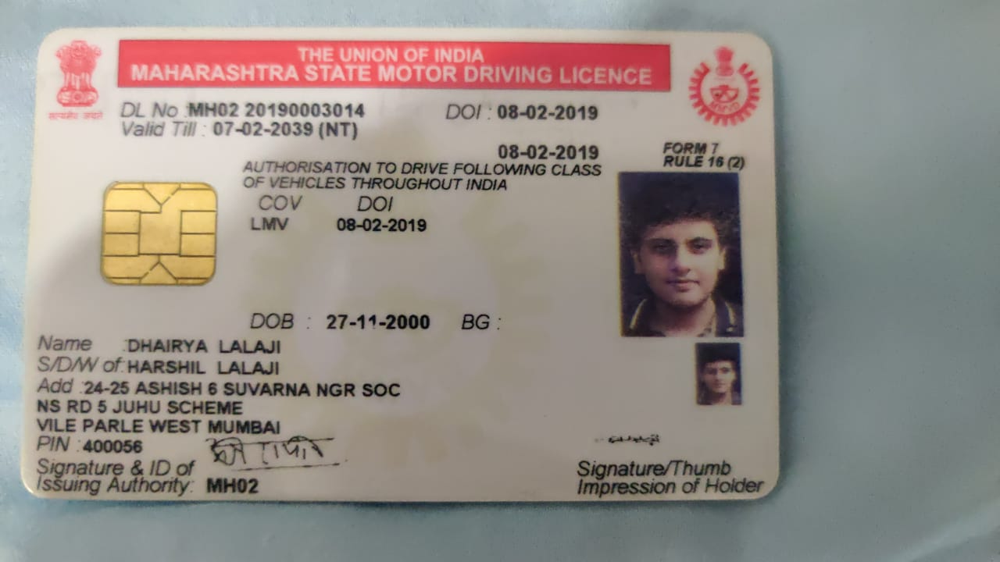 THE UNION OF INDIA
MAHARASHTRA STATE MOTOR DRIVING LICENCE
DL No : MH02 20190003014 DOI : 08-02-2019
Valid Till : 07-02-2039 (NT)
08-02-2019
FORM 7
RULE 16 (2)
AUTHORISATION TO DRIVE FOLLOWING CLASS
OF VEHICLES THROUGHOUT INDIA
COV DOI
LMV 08-02-2019
DOB : 27-11-2000 BG :
Name : DHAIRYA LALAJI
S/D/W of : HARSHIL LALAJI
Add : 24-25 ASHISH 6 SUVARNA NGR SOC
NS RD 5 JUHU SCHEME
VILE PARLE WEST MUMBAI
PIN : 400056
Signature & ID of
Issuing Authority: MH02
Signature/Thumb
Impression of Holder
सत्यमेव जयते